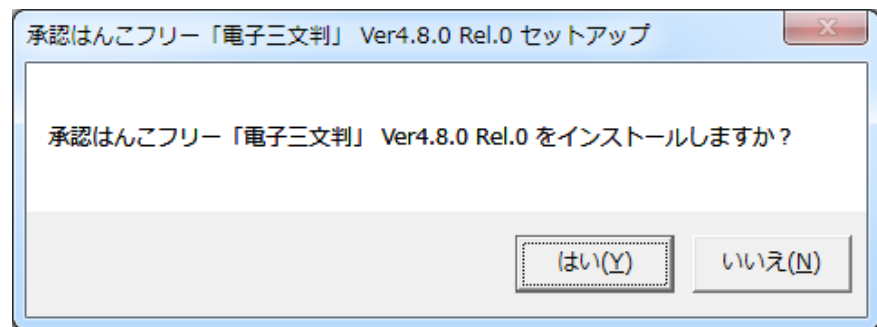 承認はんこフリー「電子三文判」 Ver4.8.0 Rel.0 セットアップ
承認はんこフリー「電子三文判」 Ver4.8.0 Rel.0 をインストールしますか？
はい(Y) いいえ(N)